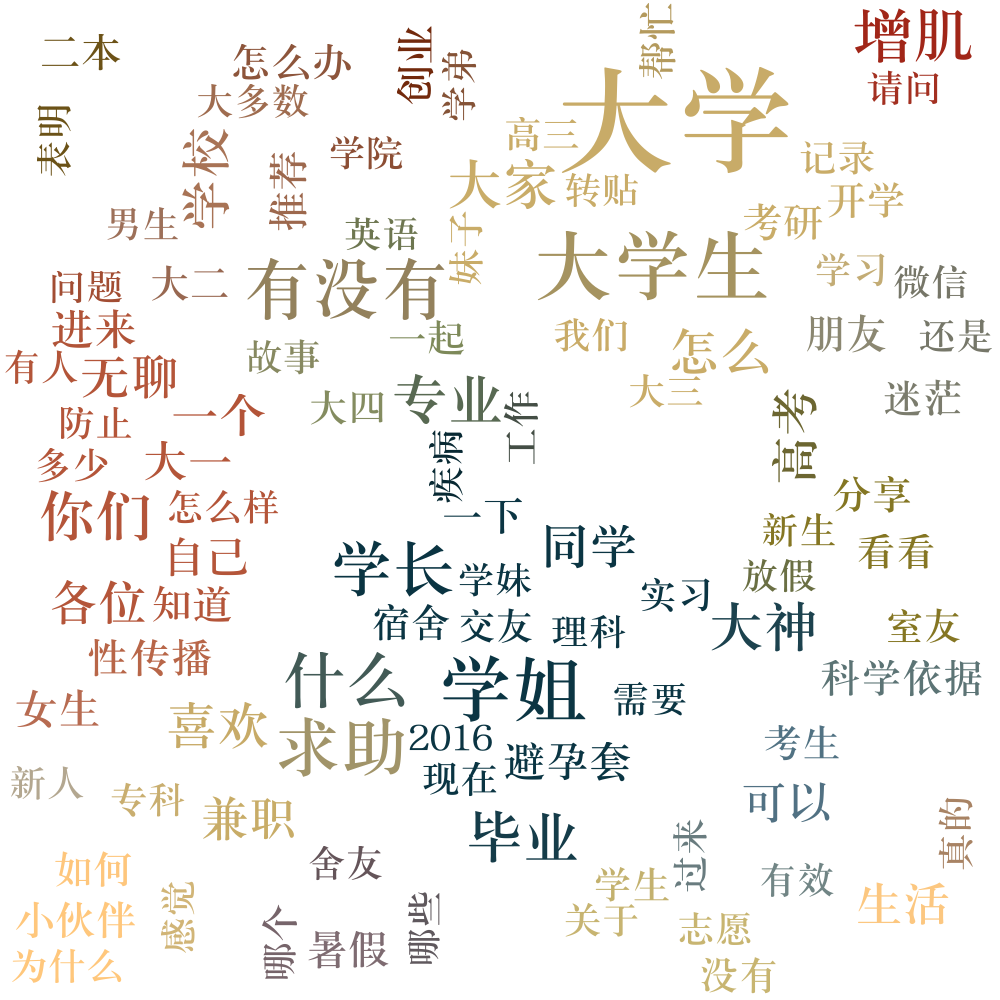 二本
怎么办
创业
学弟
帮忙
增肌
请问
大学
大多数
表明
学校
推荐
学院
高三
大家
转贴
记录
开学
考研
男生
英语
妹子
大学生
学习
微信
问题
大二
有没有
进来
故事
一起
我们
怎么
朋友
还是
有人
无聊
大三
迷茫
防止
一个
大四
专业
工作
高考
多少
大一
疾病
分享
你们
怎么样
一下
新生
看看
自己
学长
学妹
同学
放假
各位
知道
宿舍
交友
理科
实习
大神
室友
性传播
什么
学姐
需要
科学依据
女生
喜欢
求助
2016
避孕套
考生
新人
专科
兼职
现在
可以
毕业
过来
真的
如何
舍友
学生
有效
小伙伴
感觉
哪个
暑假
哪些
关于
志愿
生活
为什么
没有